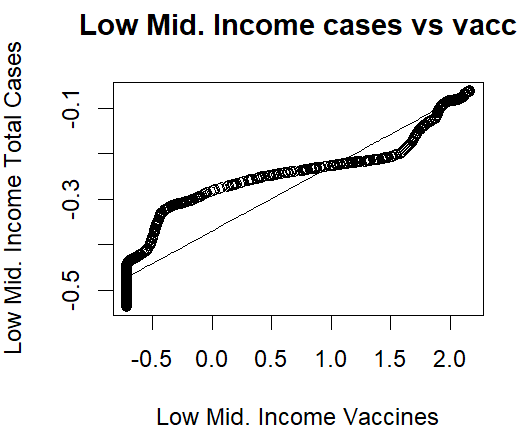 Low Mid. Income cases vs vacc
Low Mid. Income Total Cases
-0.1
-0.3
-0.5
-0.5 0.0 0.5 1.0 1.5 2.0
Low Mid. Income Vaccines